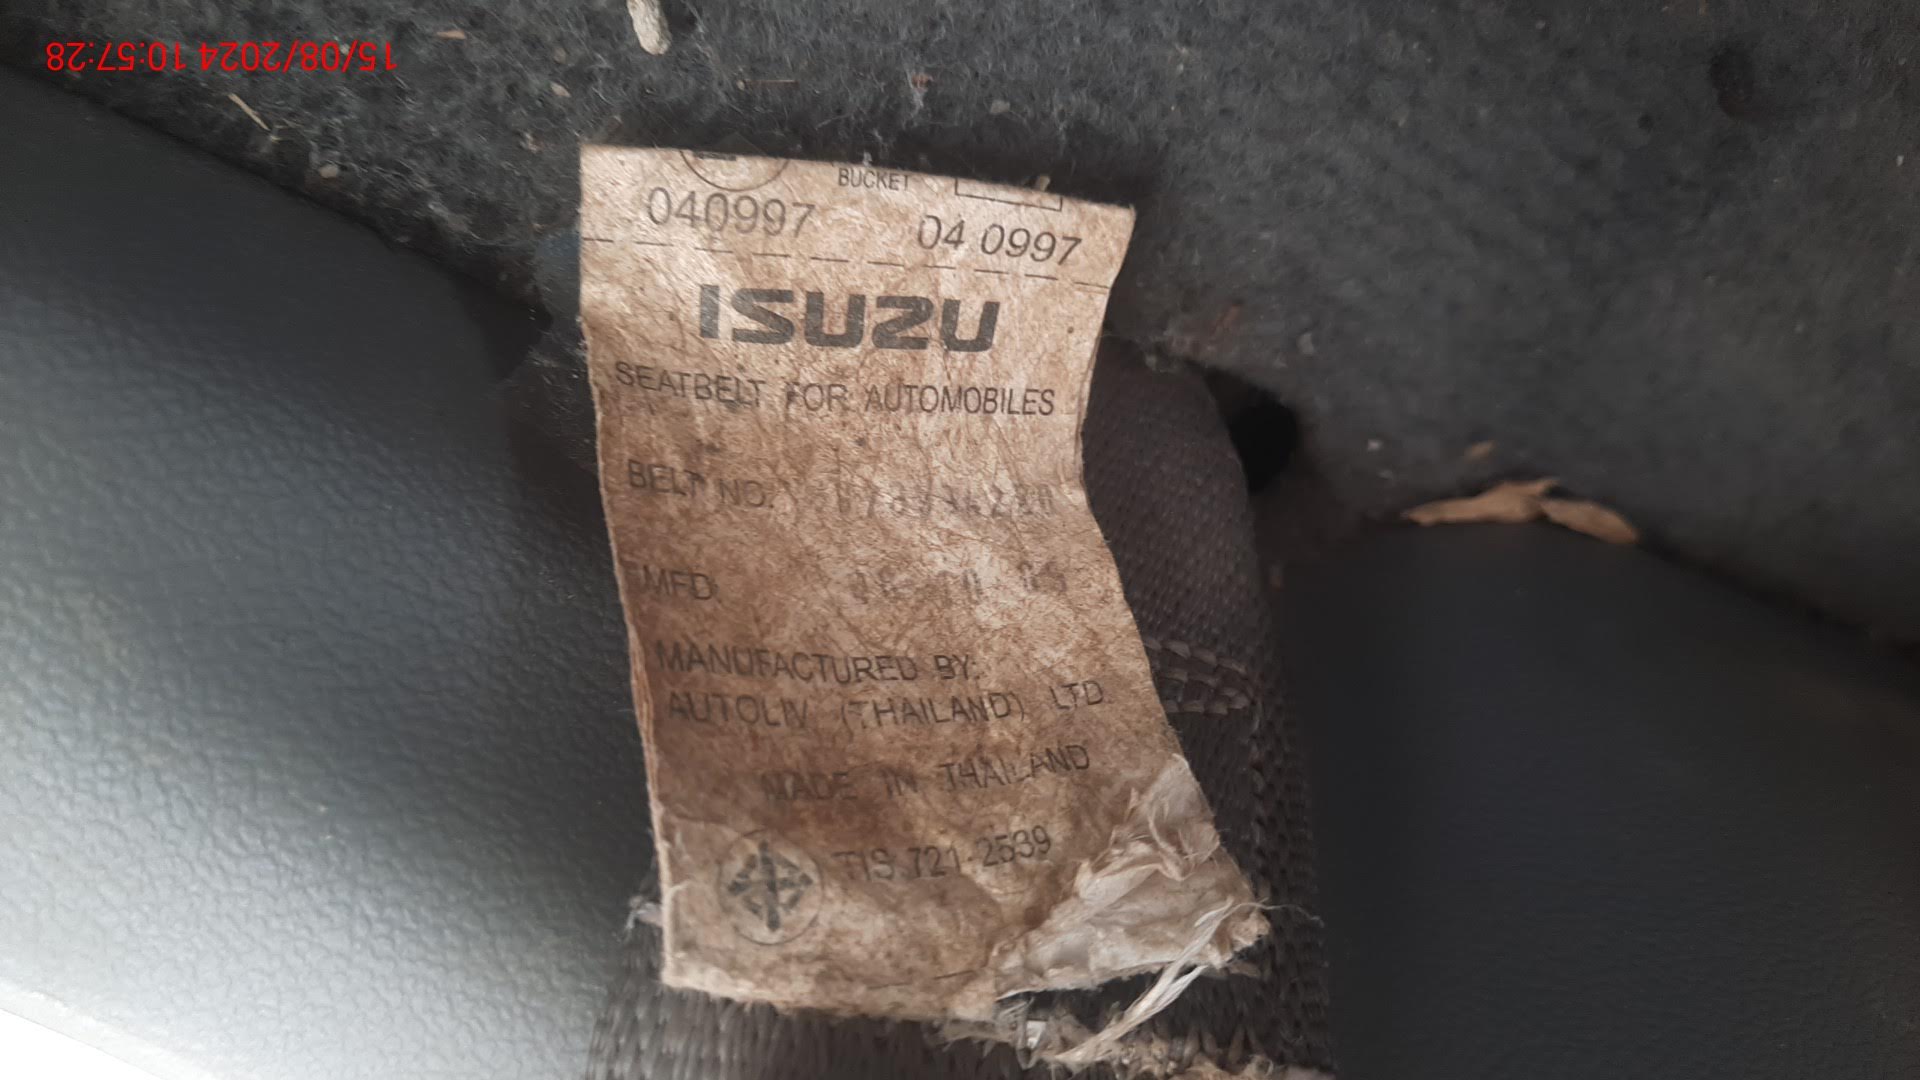 15/08/2024 10:57:28
BUCKET
040997 04 0997
ISUZU
SEATBELT FOR AUTOMOBILES
BELT NO.
MFD.
MANUFACTURED BY:
AUTOLIV (THAILAND) LTD.
MADE IN THAILAND
TIS.721-2539